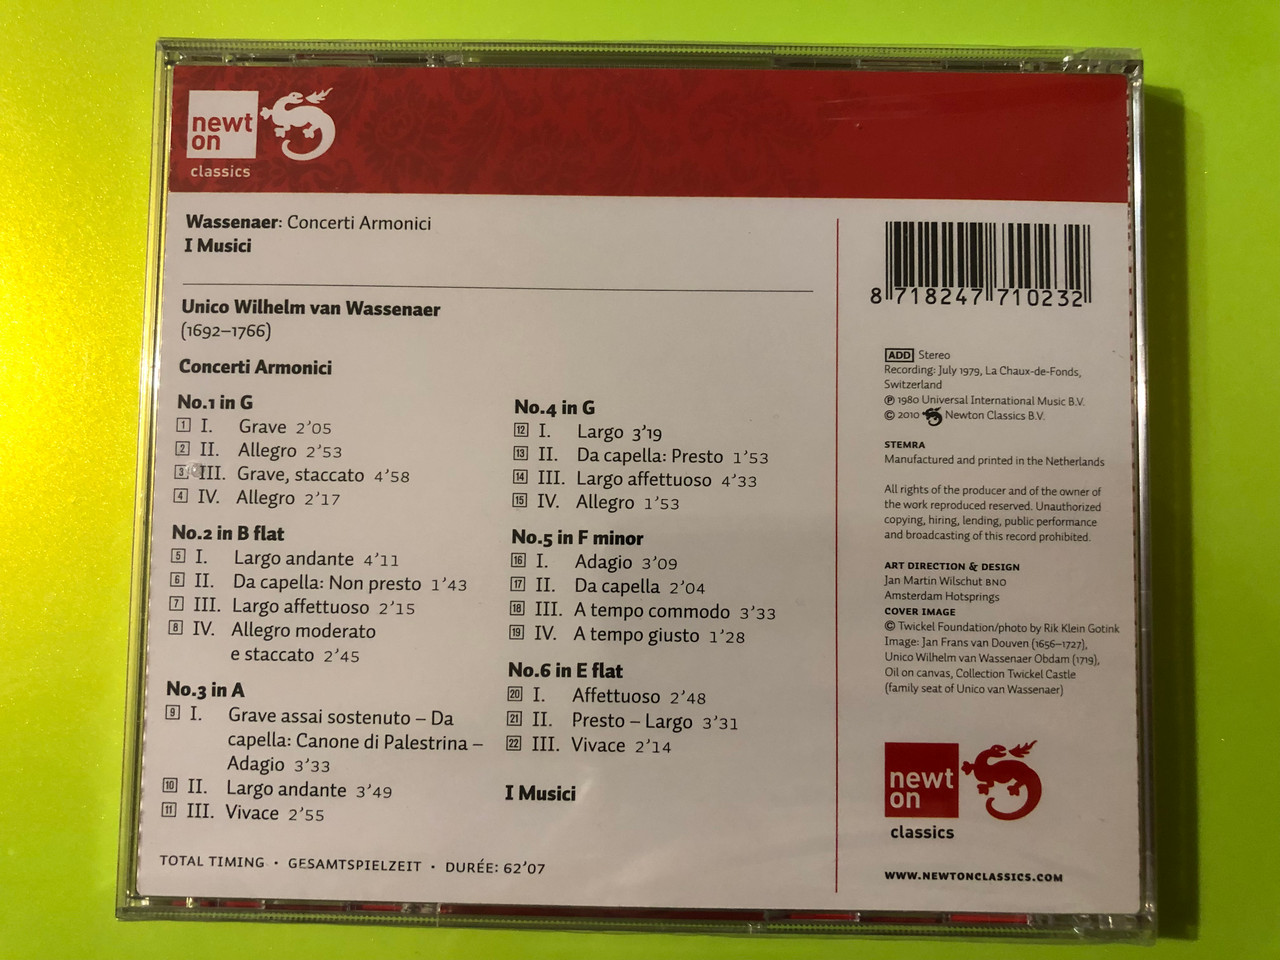 newt
on
classics
Wassenaer: Concerti Armonici
I Musici
Unico Wilhelm van Wassenaer
(1692–1766)
Concerti Armonici
No.1 in G
1 I. Grave 2’05
2 II. Allegro 2’53
3 III. Grave, staccato 4’58
4 IV. Allegro 2’17
No.2 in B flat
5 I. Largo andante 4’11
6 II. Da capella: Non presto 1’43
7 III. Largo affettuoso 2’15
8 IV. Allegro moderato
e staccato 2’45
No.3 in A
9 I. Grave assai sostenuto – Da
capella: Canone di Palestrina –
Adagio 3’33
10 II. Largo andante 3’49
11 III. Vivace 2’55
No.4 in G
12 I. Largo 3’19
13 II. Da capella: Presto 1’53
14 III. Largo affettuoso 4’33
15 IV. Allegro 1’53
No.5 in F minor
16 I. Adagio 3’09
17 II. Da capella 2’04
18 III. A tempo commodo 3’33
19 IV. A tempo giusto 1’28
No.6 in E flat
20 I. Affettuoso 2’48
21 II. Presto – Largo 3’31
22 III. Vivace 2’14
I Musici
TOTAL TIMING · GESAMTSPIELZEIT · DURÉE: 62’07
8 718247 710232
ADD Stereo
Recording: July 1979, La Chaux-de-Fonds,
Switzerland
℗ 1980 Universal International Music B.V.
© 2010 Newton Classics B.V.
STEMRA
Manufactured and printed in the Netherlands
All rights of the producer and of the owner of
the work reproduced reserved. Unauthorized
copying, hiring, lending, public performance
and broadcasting of this record prohibited.
ART DIRECTION & DESIGN
Jan Martin Wilschut BNO
Amsterdam Hotsprings
COVER IMAGE
© Twickel Foundation/photo by Rik Klein Gotink
Image: Jan Frans van Douven (1656–1727),
Unico Wilhelm van Wassenaer Obdam (1719),
Oil on canvas, Collection Twickel Castle
(family seat of Unico van Wassenaer)
newt
on
classics
WWW.NEWTONCLASSICS.COM